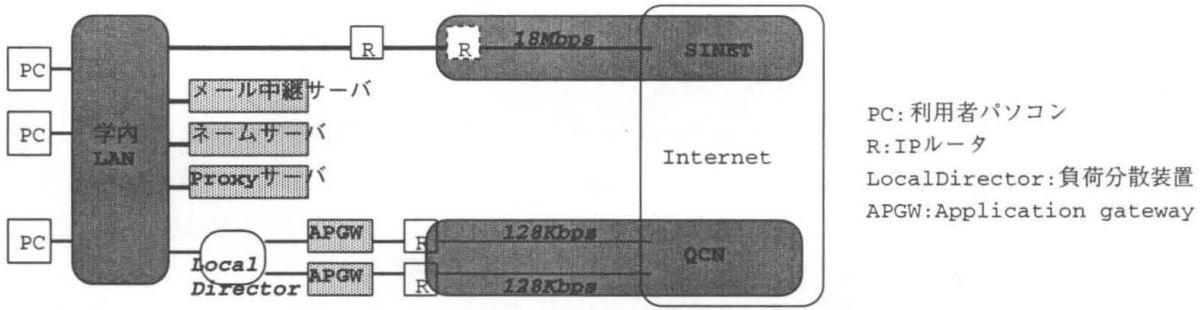 PC
PC
PC
学内
LAN
R
R
18Mbps
SINET
メール中継サーバ
ネームサーバ
Proxyサーバ
Internet
Local
Director
APGW
APGW
R
R
128Kbps
128Kbps
QCN
PC:利用者パソコン
R:IPルータ
LocalDirector:負荷分散装置
APGW:Application gateway